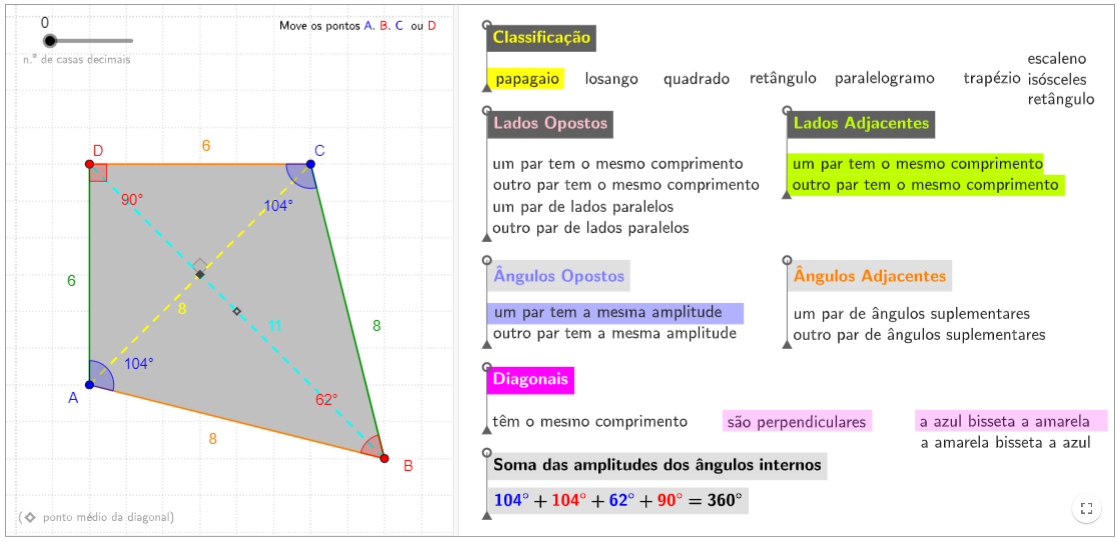 0
n.º de casas decimais
Move os pontos A. B. C ou D
D
6
C
90°
104°
6
8
11
8
104°
A
62°
8
B
( ponto médio da diagonal)
Classificação
papagaio losango quadrado retângulo paralelogramo trapézio
escaleno
isósceles
retângulo
Lados Opostos
um par tem o mesmo comprimento
outro par tem o mesmo comprimento
um par de lados paralelos
outro par de lados paralelos
Lados Adjacentes
um par tem o mesmo comprimento
outro par tem o mesmo comprimento
Ângulos Opostos
um par tem a mesma amplitude
outro par tem a mesma amplitude
Ângulos Adjacentes
um par de ângulos suplementares
outro par de ângulos suplementares
Diagonais
têm o mesmo comprimento
são perpendiculares
a azul bisseta a amarela
a amarela bisseta a azul
Soma das amplitudes dos ângulos internos
104° + 104° + 62° + 90° = 360°